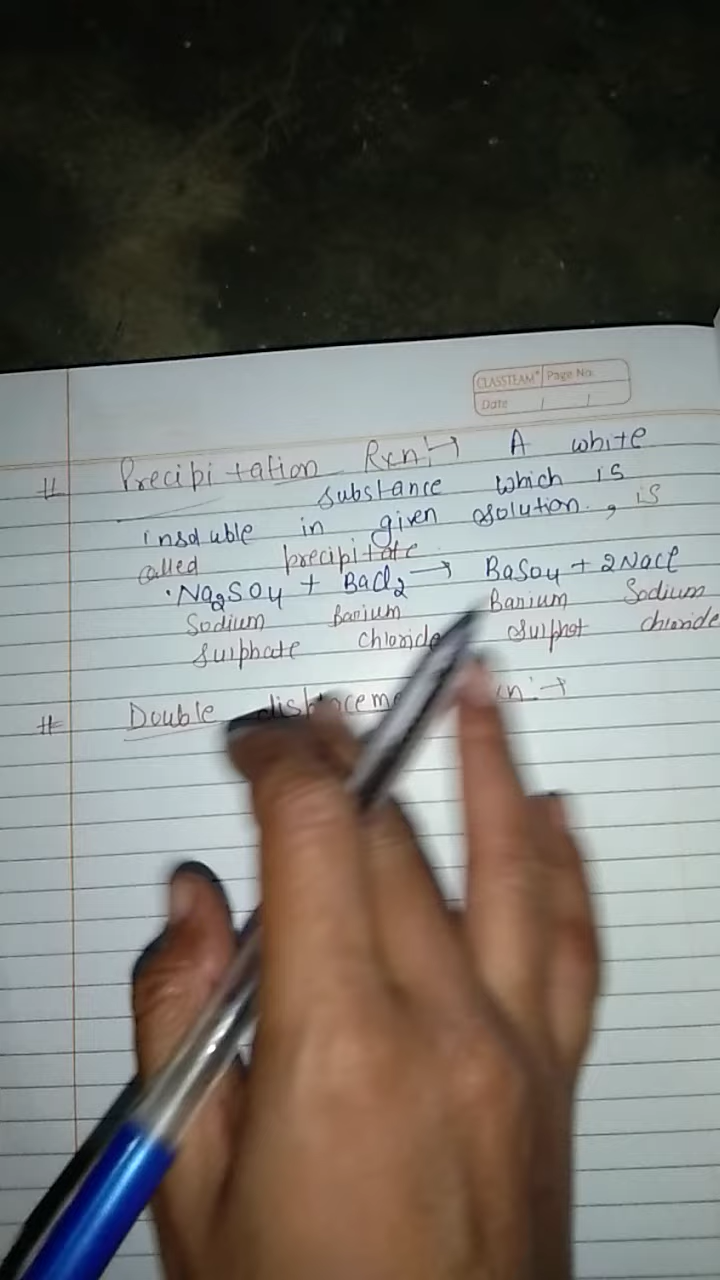 CLASSTEAM® Page No.
Date / /
# Precipitation Rxn:→ A white
substance which is
insoluble in given solution, is
called precipitate
Na2SO4 + BaCl2 → BaSO4 + 2NaCl
Sodium Barium Barium Sodium
sulphate chloride sulphat chloride
# Double